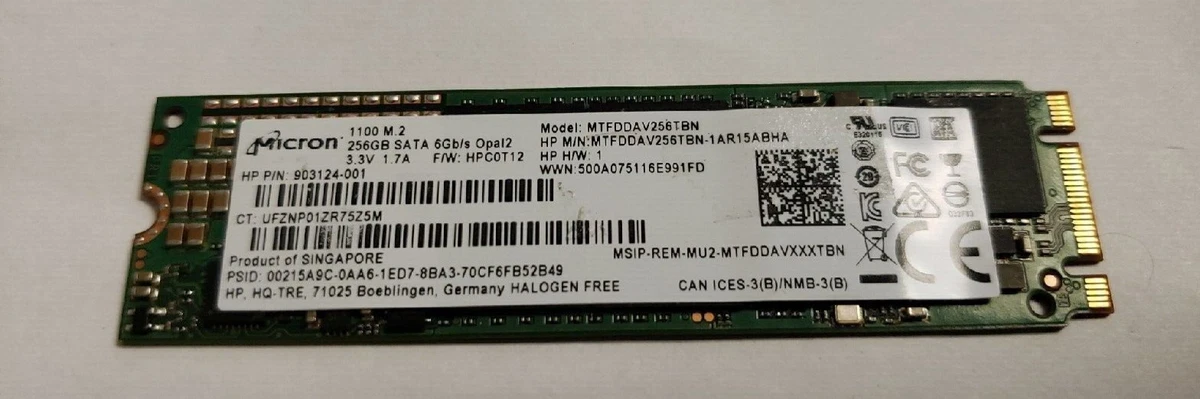 Micron
1100 M.2
256GB SATA 6Gb/s Opal2
3.3V 1.7A F/W: HPC0T12
HP P/N: 903124-001
Model: MTFDDAV256TBN
HP M/N:MTFDDAV256TBN-1AR15ABHA
HP H/W: 1
WWN:500A075116E991FD
CT: UFZNP01ZR75Z5M
Product of SINGAPORE
PSID: 00215A9C-0AA6-1ED7-8BA3-70CF6FB52B49
HP, HQ-TRE, 71025 Boeblingen, Germany HALOGEN FREE
MSIP-REM-MU2-MTFDDAVXXXTBN
CAN ICES-3(B)/NMB-3(B)
FC
CE